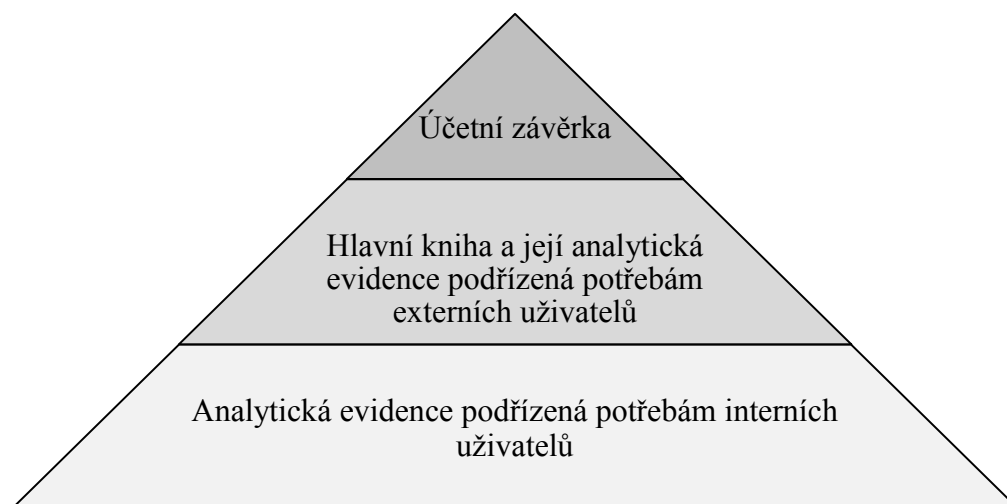 Účetní závěrka
Hlavní kniha a její analytická
evidence podřízená potřebám
externích uživatelů
Analytická evidence podřízená potřebám interních
uživatelů